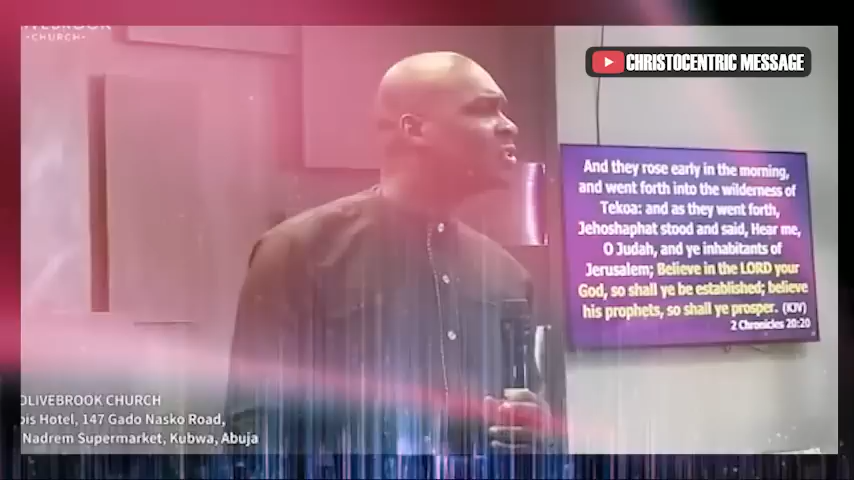 -CHURCH-
CHRISTOCENTRIC MESSAGE
And they rose early in the morning,
and went forth into the wilderness of
Tekoa: and as they went forth,
Jehoshaphat stood and said, Hear me,
O Judah, and ye inhabitants of
Jerusalem; Believe in the LORD your
God, so shall ye be established; believe
his prophets, so shall ye prosper. (KJV)
2 Chronicles 20:20
OLIVEBROOK CHURCH
Hotel, 147 Gado Nasko Road,
Nadrem Supermarket, Kubwa, Abuja